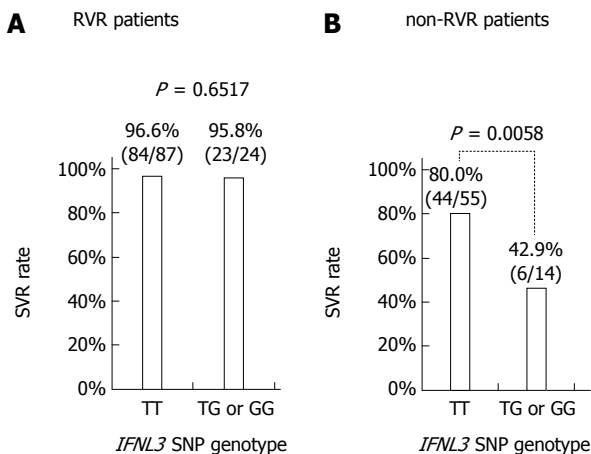 A RVR patients
P = 0.6517
96.6% 95.8%
(84/87) (23/24)
100%
80%
60%
40%
20%
0%
SVR rate
TT TG or GG
IFNL3 SNP genotype
B non-RVR patients
P = 0.0058
80.0%
(44/55)
42.9%
(6/14)
100%
80%
60%
40%
20%
0%
SVR rate
TT TG or GG
IFNL3 SNP genotype